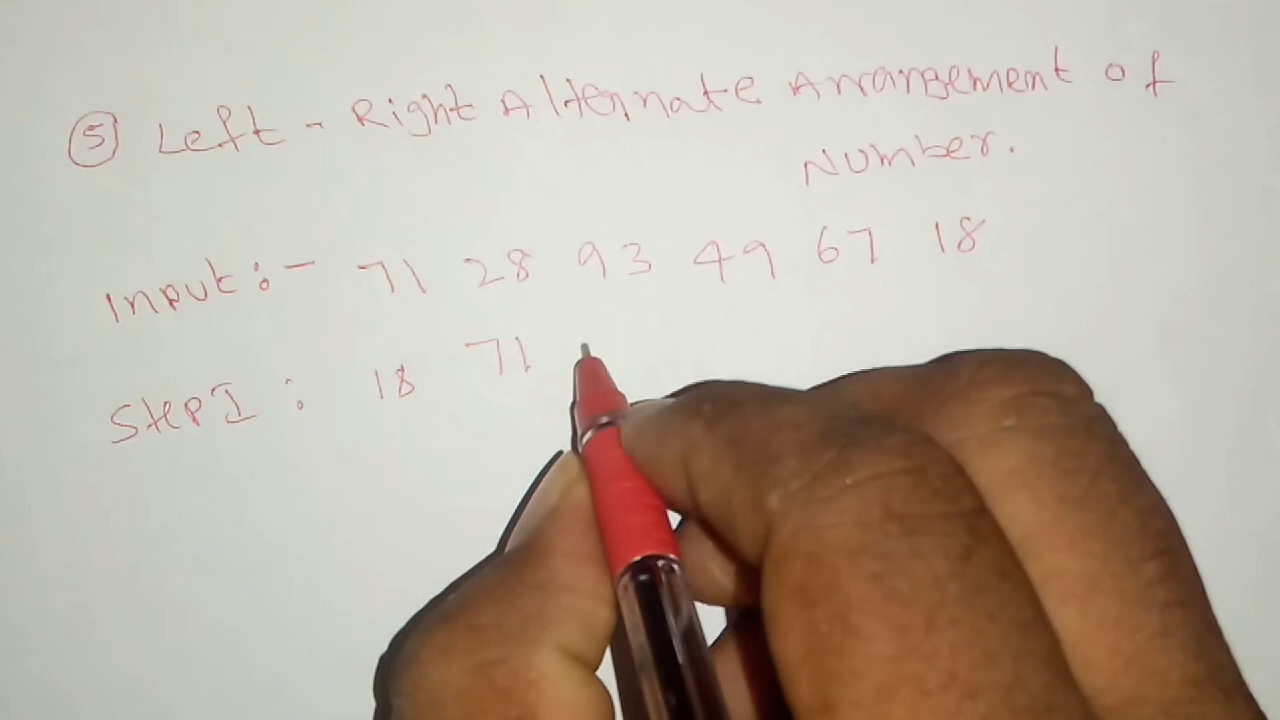 ⑤ Left - Right Alternate Arrangement of
Number.
Input :- 71 28 93 49 67 18
Step I : 18 71